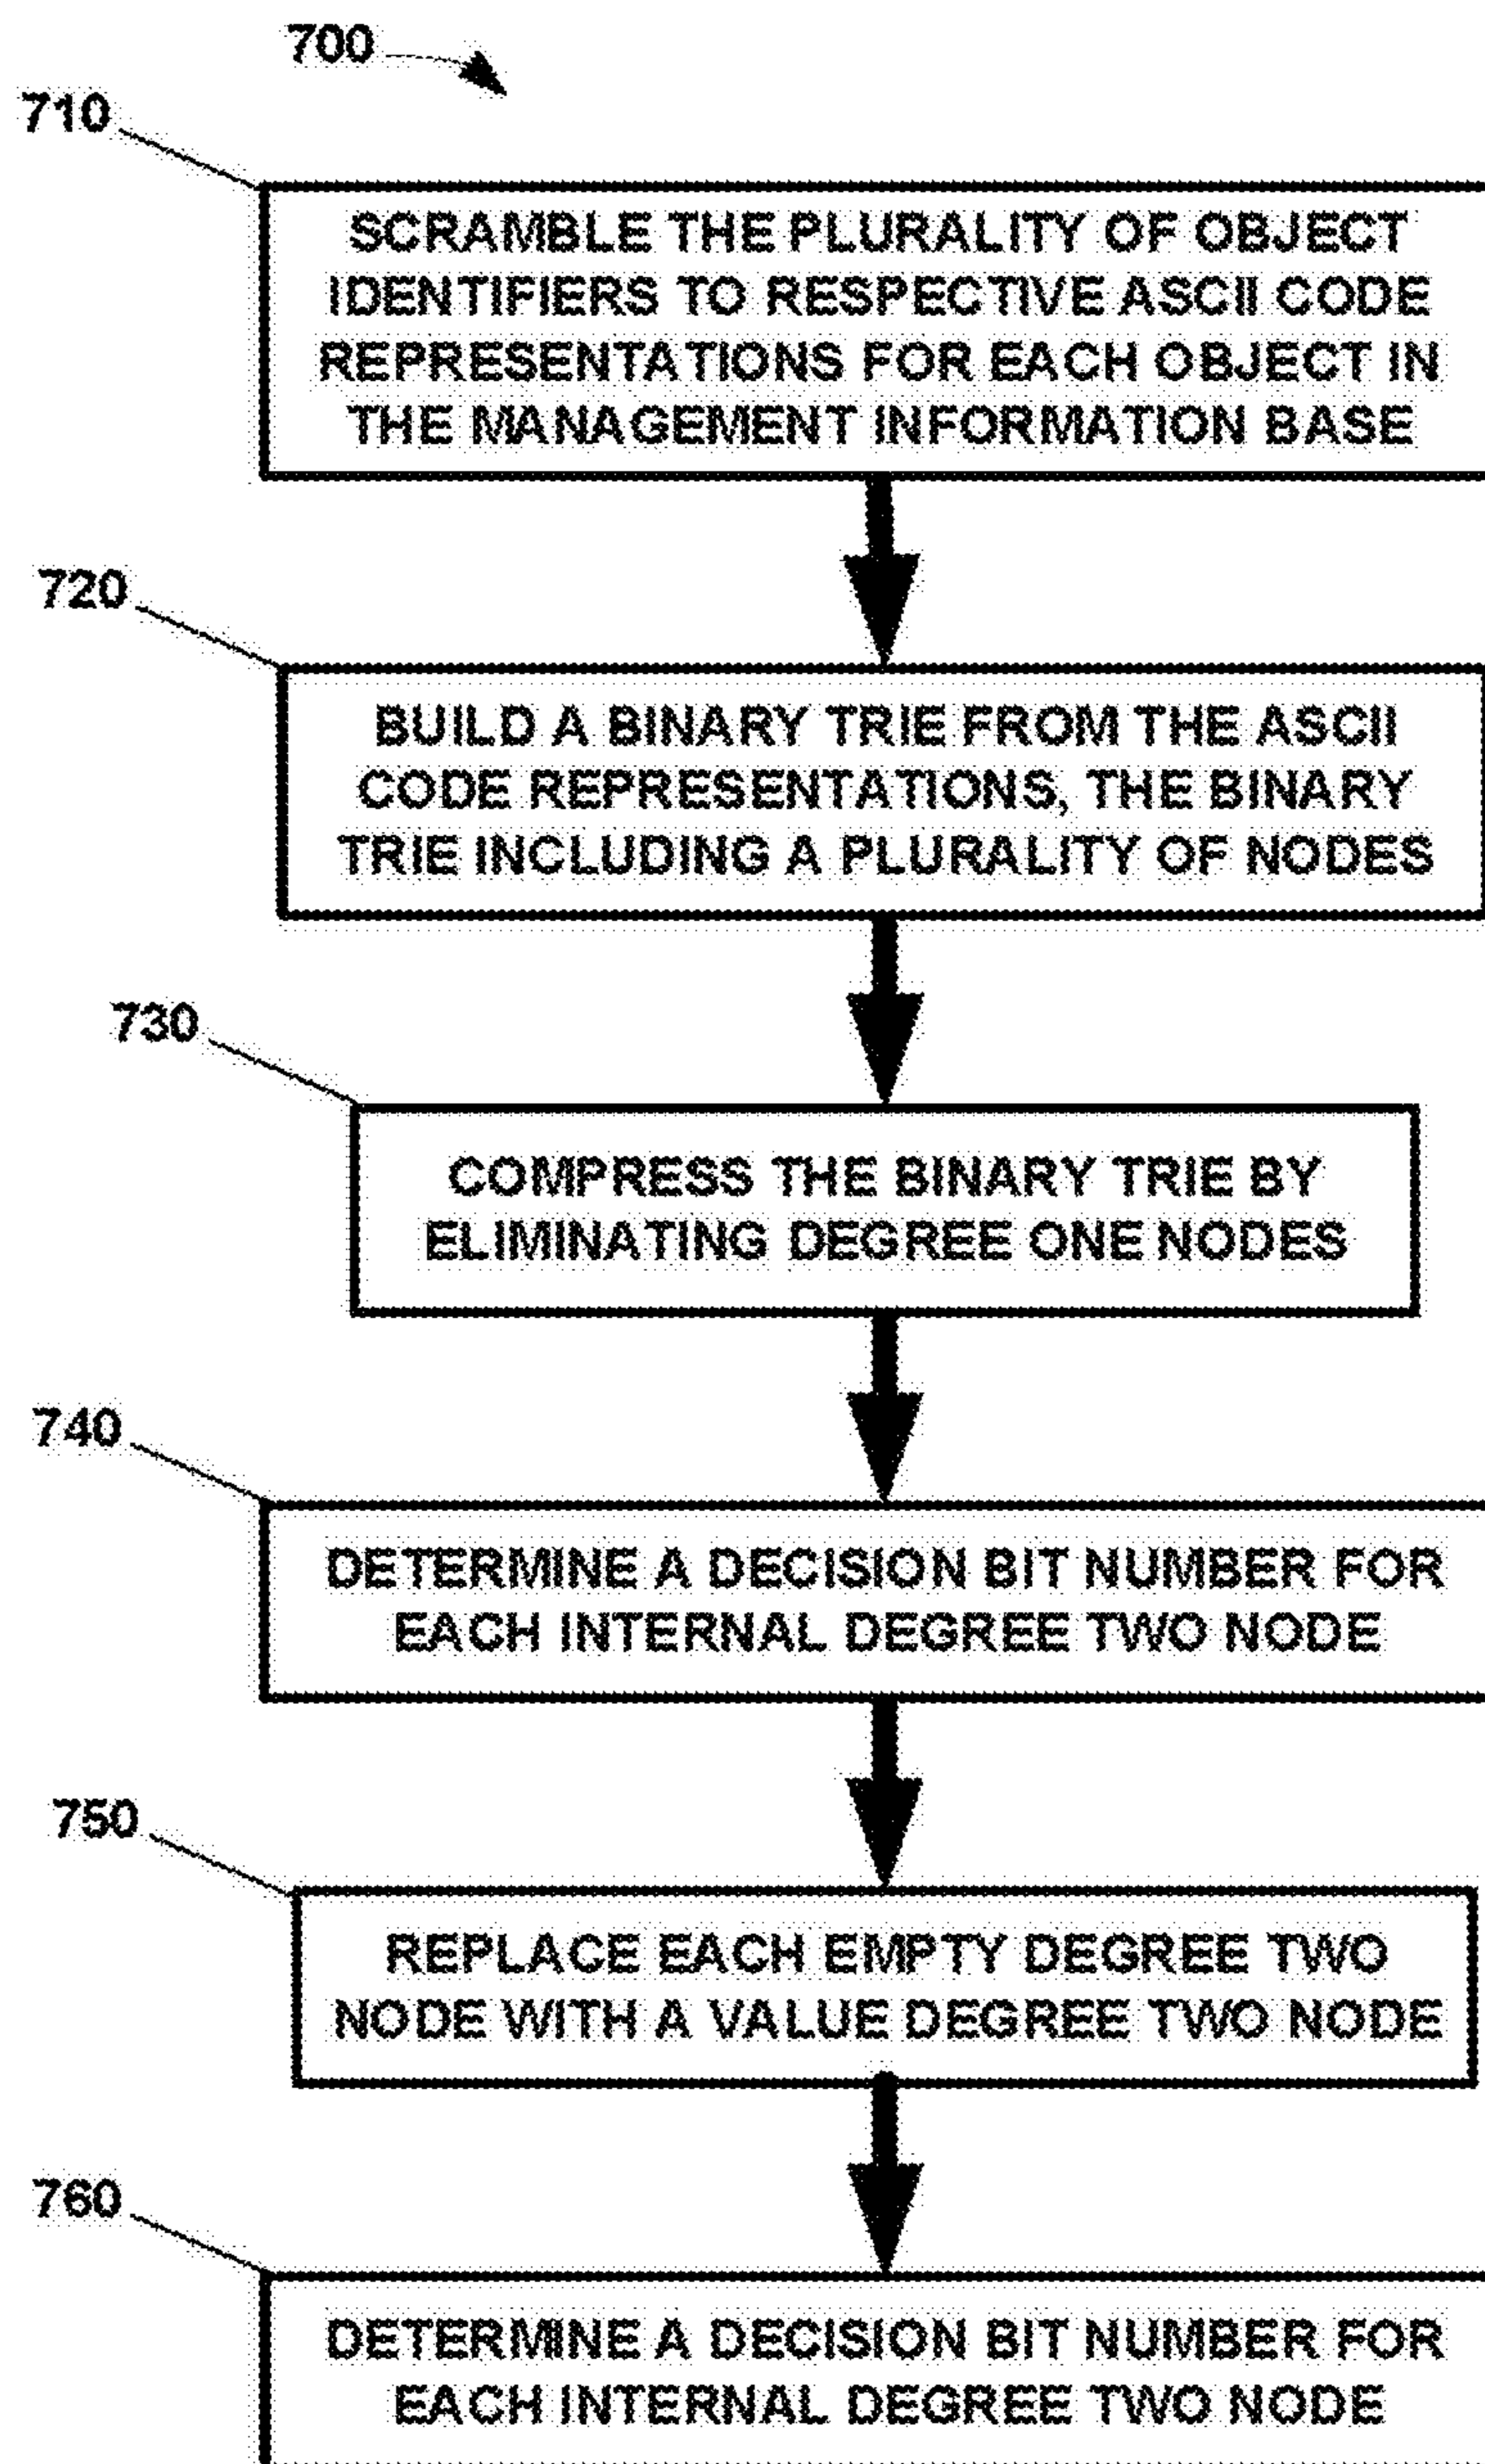 700
710
SCRAMBLE THE PLURALITY OF OBJECT
IDENTIFIERS TO RESPECTIVE ASCII CODE
REPRESENTATIONS FOR EACH OBJECT IN
THE MANAGEMENT INFORMATION BASE
720
BUILD A BINARY TRIE FROM THE ASCII
CODE REPRESENTATIONS, THE BINARY
TRIE INCLUDING A PLURALITY OF NODES
730
COMPRESS THE BINARY TRIE BY
ELIMINATING DEGREE ONE NODES
740
DETERMINE A DECISION BIT NUMBER FOR
EACH INTERNAL DEGREE TWO NODE
750
REPLACE EACH EMPTY DEGREE TWO
NODE WITH A VALUE DEGREE TWO NODE
760
DETERMINE A DECISION BIT NUMBER FOR
EACH INTERNAL DEGREE TWO NODE